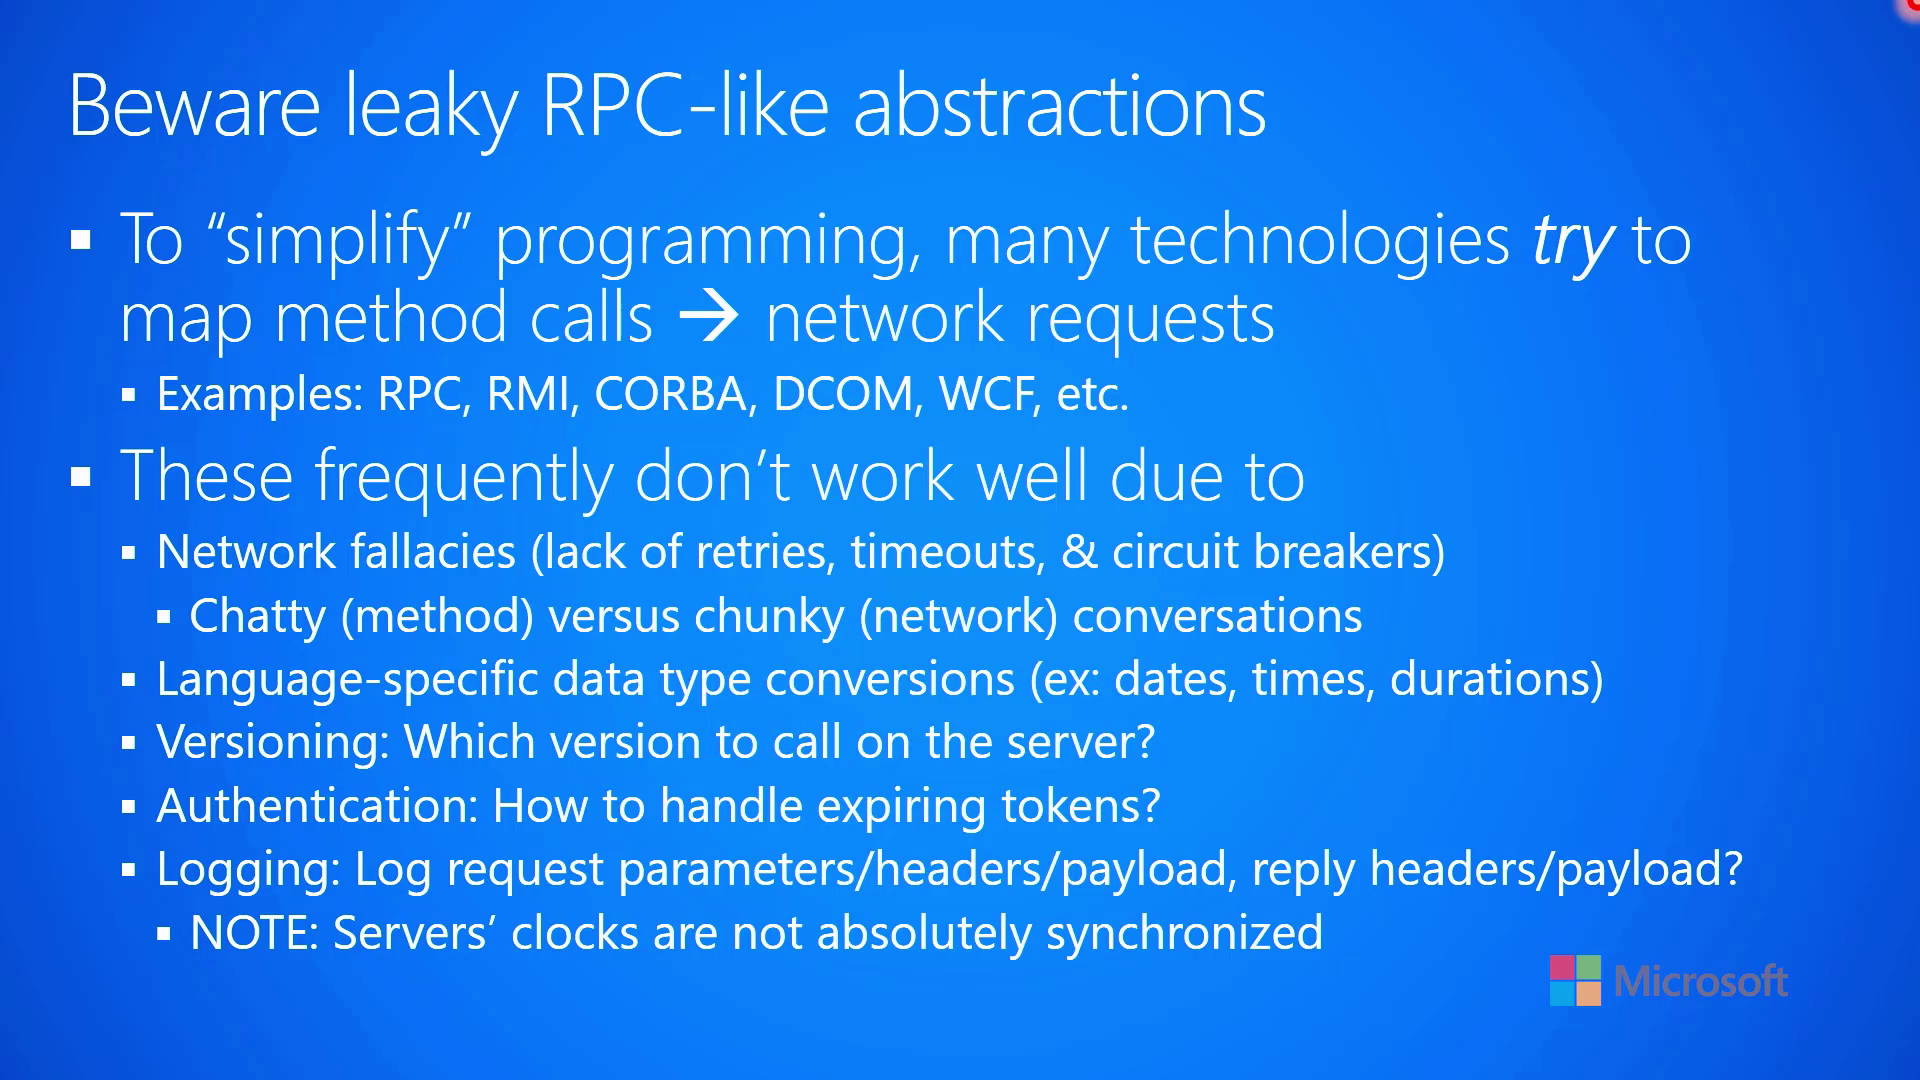 Beware leaky RPC-like abstractions
▪ To “simplify” programming, many technologies try to
map method calls → network requests
▪ Examples: RPC, RMI, CORBA, DCOM, WCF, etc.
▪ These frequently don’t work well due to
▪ Network fallacies (lack of retries, timeouts, & circuit breakers)
▪ Chatty (method) versus chunky (network) conversations
▪ Language-specific data type conversions (ex: dates, times, durations)
▪ Versioning: Which version to call on the server?
▪ Authentication: How to handle expiring tokens?
▪ Logging: Log request parameters/headers/payload, reply headers/payload?
▪ NOTE: Servers’ clocks are not absolutely synchronized
Microsoft